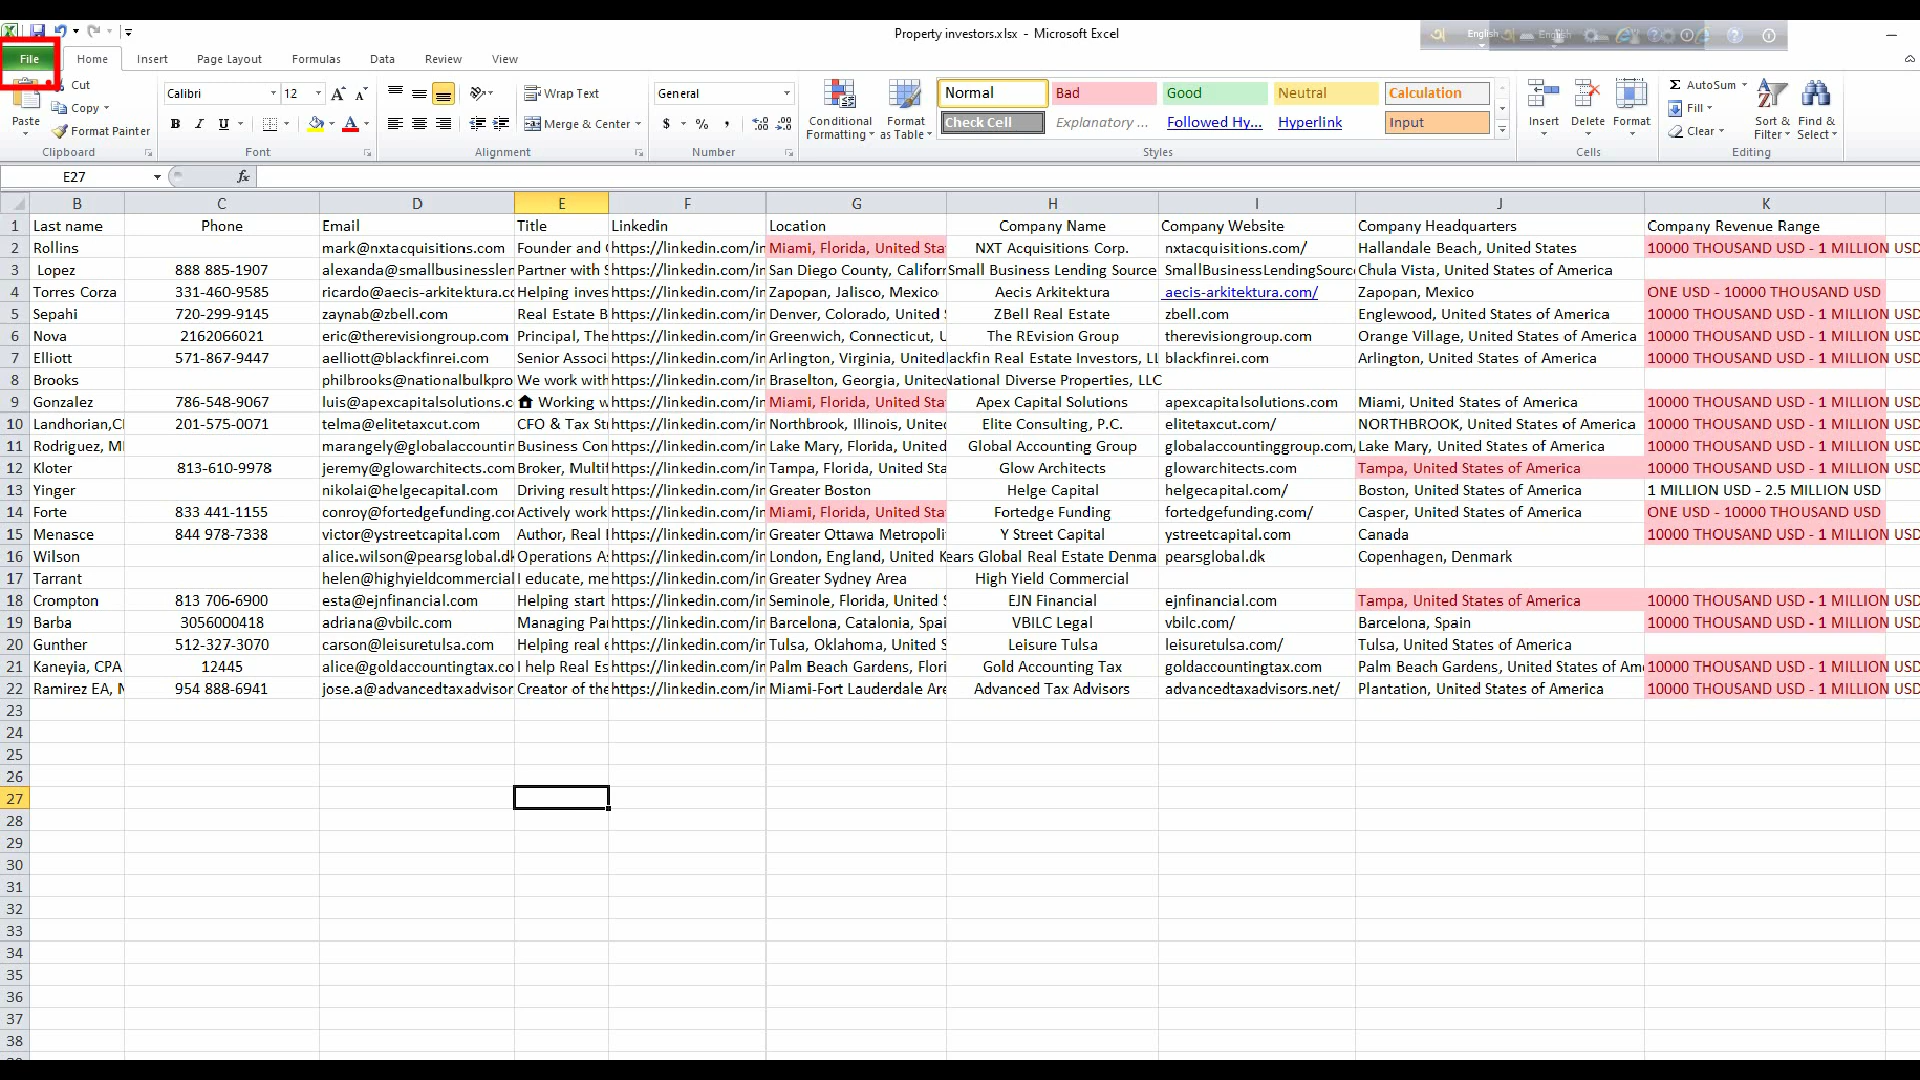 Property investors.xlsx - Microsoft Excel
English
File Home Insert Page Layout Formulas Data Review View
Paste Cut Copy Format Painter Clipboard
Calibri 12 B I U Font
Wrap Text Merge & Center Alignment
General $ % , Number
Conditional Formatting Format as Table
Normal Bad Good Neutral Calculation
Check Cell Explanatory ... Followed Hy... Hyperlink Input
Styles
Insert Delete Format Cells
AutoSum Fill Clear Sort & Filter Find & Select Editing
E27 fx
B C D E F G H I J K
1 Last name Phone Email Title Linkedin Location Company Name Company Website Company Headquarters Company Revenue Range
2 Rollins mark@nxtacquisitions.com Founder and https://linkedin.com/in Miami, Florida, United Sta NXT Acquisitions Corp. nxtacquisitions.com/ Hallandale Beach, United States 10000 THOUSAND USD - 1 MILLION USD
3 Lopez 888 885-1907 alexanda@smallbusinesslen Partner with S https://linkedin.com/in San Diego County, Califor Small Business Lending Source SmallBusinessLendingSourc Chula Vista, United States of America
4 Torres Corza 331-460-9585 ricardo@aecis-arkitektura.cc Helping inves https://linkedin.com/in Zapopan, Jalisco, Mexico Aecis Arkitektura aecis-arkitektura.com/ Zapopan, Mexico ONE USD - 10000 THOUSAND USD
5 Sepahi 720-299-9145 zaynab@zbell.com Real Estate B https://linkedin.com/in Denver, Colorado, United ZBell Real Estate zbell.com Englewood, United States of America 10000 THOUSAND USD - 1 MILLION USD
6 Nova 2162066021 eric@therevisiongroup.com Principal, The https://linkedin.com/in Greenwich, Connecticut, U The REvision Group therevisiongroup.com Orange Village, United States of America 10000 THOUSAND USD - 1 MILLION USD
7 Elliott 571-867-9447 aelliott@blackfinrei.com Senior Associ https://linkedin.com/in Arlington, Virginia, United lackfin Real Estate Investors, LL blackfinrei.com Arlington, United States of America 10000 THOUSAND USD - 1 MILLION USD
8 Brooks philbrooks@nationalbulkpro We work with https://linkedin.com/in Braselton, Georgia, United National Diverse Properties, LLC
9 Gonzalez 786-548-9067 luis@apexcapitalsolutions.c Working w https://linkedin.com/in Miami, Florida, United Sta Apex Capital Solutions apexcapitalsolutions.com Miami, United States of America 10000 THOUSAND USD - 1 MILLION USD
10 Landhorian,Cl 201-575-0071 telma@elitetaxcut.com CFO & Tax Str https://linkedin.com/in Northbrook, Illinois, Unitec Elite Consulting, P.C. elitetaxcut.com/ NORTHBROOK, United States of America 10000 THOUSAND USD - 1 MILLION USD
11 Rodriguez, M marangely@globalaccountin Business Con https://linkedin.com/in Lake Mary, Florida, United Global Accounting Group globalaccountinggroup.com, Lake Mary, United States of America 10000 THOUSAND USD - 1 MILLION USD
12 Kloter 813-610-9978 jeremy@glowarchitects.com Broker, Multif https://linkedin.com/in Tampa, Florida, United Sta Glow Architects glowarchitects.com Tampa, United States of America 10000 THOUSAND USD - 1 MILLION USD
13 Yinger nikolai@helgecapital.com Driving result https://linkedin.com/in Greater Boston Helge Capital helgecapital.com/ Boston, United States of America 1 MILLION USD - 2.5 MILLION USD
14 Forte 833 441-1155 conroy@fortedgefunding.co Actively work https://linkedin.com/in Miami, Florida, United Sta Fortedge Funding fortedgefunding.com/ Casper, United States of America ONE USD - 10000 THOUSAND USD
15 Menasce 844 978-7338 victor@ystreetcapital.com Author, Real https://linkedin.com/in Greater Ottawa Metropoli Y Street Capital ystreetcapital.com Canada 10000 THOUSAND USD - 1 MILLION USD
16 Wilson alice.wilson@pearsglobal.dk Operations A https://linkedin.com/in London, England, United K ears Global Real Estate Denma pearsglobal.dk Copenhagen, Denmark
17 Tarrant helen@highyieldcommercial I educate, me https://linkedin.com/in Greater Sydney Area High Yield Commercial
18 Crompton 813 706-6900 esta@ejnfinancial.com Helping start https://linkedin.com/in Seminole, Florida, United S EJN Financial ejnfinancial.com Tampa, United States of America 10000 THOUSAND USD - 1 MILLION USD
19 Barba 3056000418 adriana@vbilc.com Managing Pa https://linkedin.com/in Barcelona, Catalonia, Spai VBILC Legal vbilc.com/ Barcelona, Spain 10000 THOUSAND USD - 1 MILLION USD
20 Gunther 512-327-3070 carson@leisuretulsa.com Helping real e https://linkedin.com/in Tulsa, Oklahoma, United S Leisure Tulsa leisuretulsa.com/ Tulsa, United States of America
21 Kaneyia, CPA 12445 alice@goldaccountingtax.co I help Real Es https://linkedin.com/in Palm Beach Gardens, Flori Gold Accounting Tax goldaccountingtax.com Palm Beach Gardens, United States of Am 10000 THOUSAND USD - 1 MILLION USD
22 Ramirez EA, 954 888-6941 jose.a@advancedtaxadvisor Creator of the https://linkedin.com/in Miami-Fort Lauderdale Are Advanced Tax Advisors advancedtaxadvisors.net/ Plantation, United States of America 10000 THOUSAND USD - 1 MILLION USD
23
24
25
26
27
28
29
30
31
32
33
34
35
36
37
38